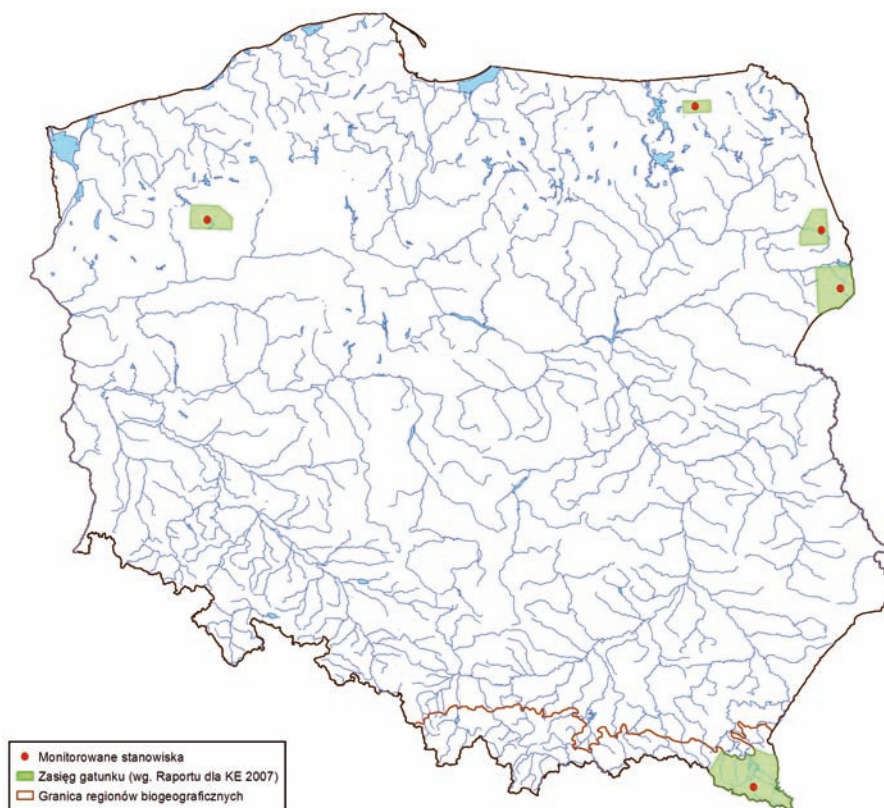 Monitorowane stanowiska
Zasięg gatunku (wg. Raportu dla KE 2007)
Granica regionów biogeograficznych